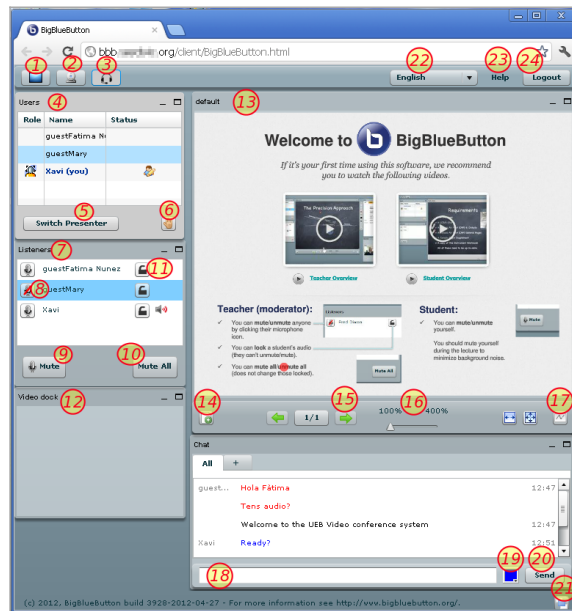 BigBlueButton
bbb. .org/client/BigBlueButton.html
1
2
3
22
23
24
English
Help
Logout
Users
4
Role Name Status
guestFatima Nu
guestMary
Xavi (you)
5
6
Switch Presenter
Listeners
7
guestFatima Nunez
11
8
guestMary
Xavi
9
10
Mute
Mute All
Video dock
12
default
13
Welcome to BigBlueButton
If it's your first time using this software, we recommend
you to watch the following videos.
The Precision Approach
Requirements
Teacher Overview
Student Overview
Teacher (moderator):
✓ You can mute/unmute anyone
by clicking their microphone
icon.
✓ You can lock a student's audio
(they can't unmute/mute).
✓ You can mute all/unmute all
(does not change those locked).
Listeners
Mute All
Student:
✓ You can mute/unmute
yourself.
You should mute yourself
during the lecture to
minimize background noise.
Mute
14
15
16
17
1/1
100% 400%
Chat
All +
guest... Hola Fátima 12:47
Tens audio?
Welcome to the UEB Video conference system 12:47
Xavi Ready? 12:51
18
19
20
Send
21
(c) 2012, BigBlueButton build 3928-2012-04-27 - For more information see http://www.bigbluebutton.org/.